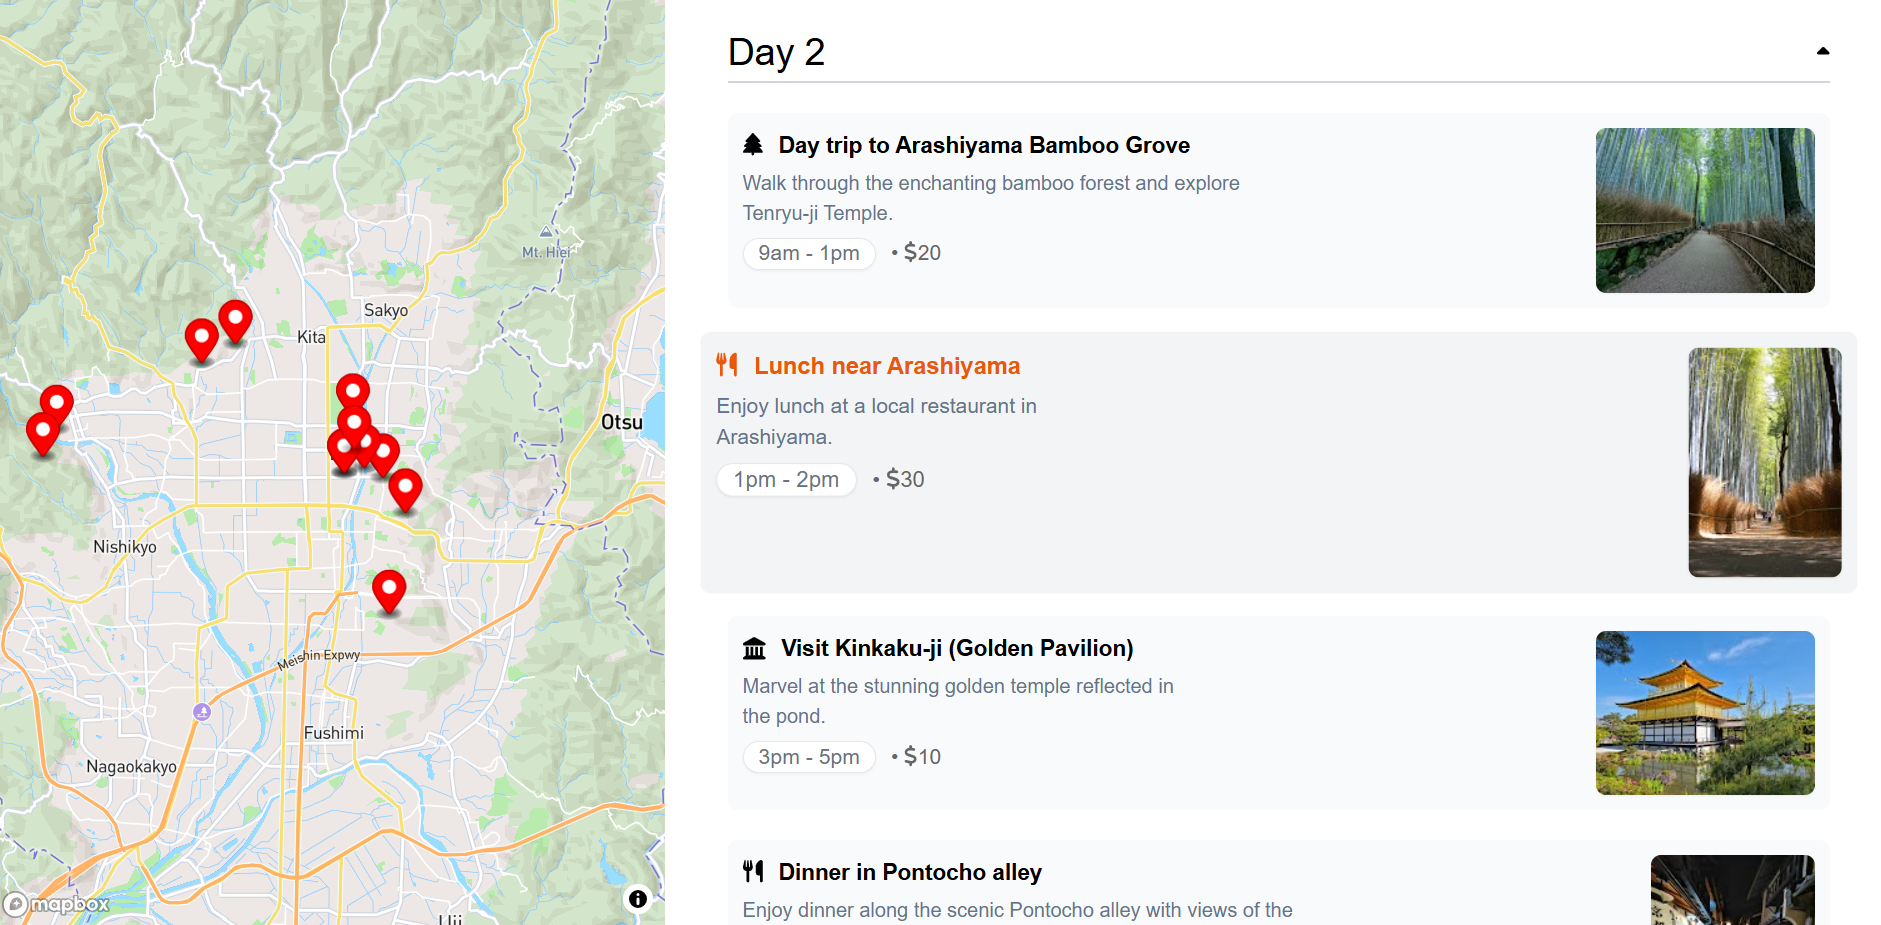 Mt. Hiei
Sakyo
Kita
Otsu
Nishikyo
Meishin Expwy
Fushimi
Nagaokakyo
mapbox
Day 2
Day trip to Arashiyama Bamboo Grove
Walk through the enchanting bamboo forest and explore
Tenryu-ji Temple.
9am - 1pm • $20
Lunch near Arashiyama
Enjoy lunch at a local restaurant in
Arashiyama.
1pm - 2pm • $30
Visit Kinkaku-ji (Golden Pavilion)
Marvel at the stunning golden temple reflected in
the pond.
3pm - 5pm • $10
Dinner in Pontocho alley
Enjoy dinner along the scenic Pontocho alley with views of the